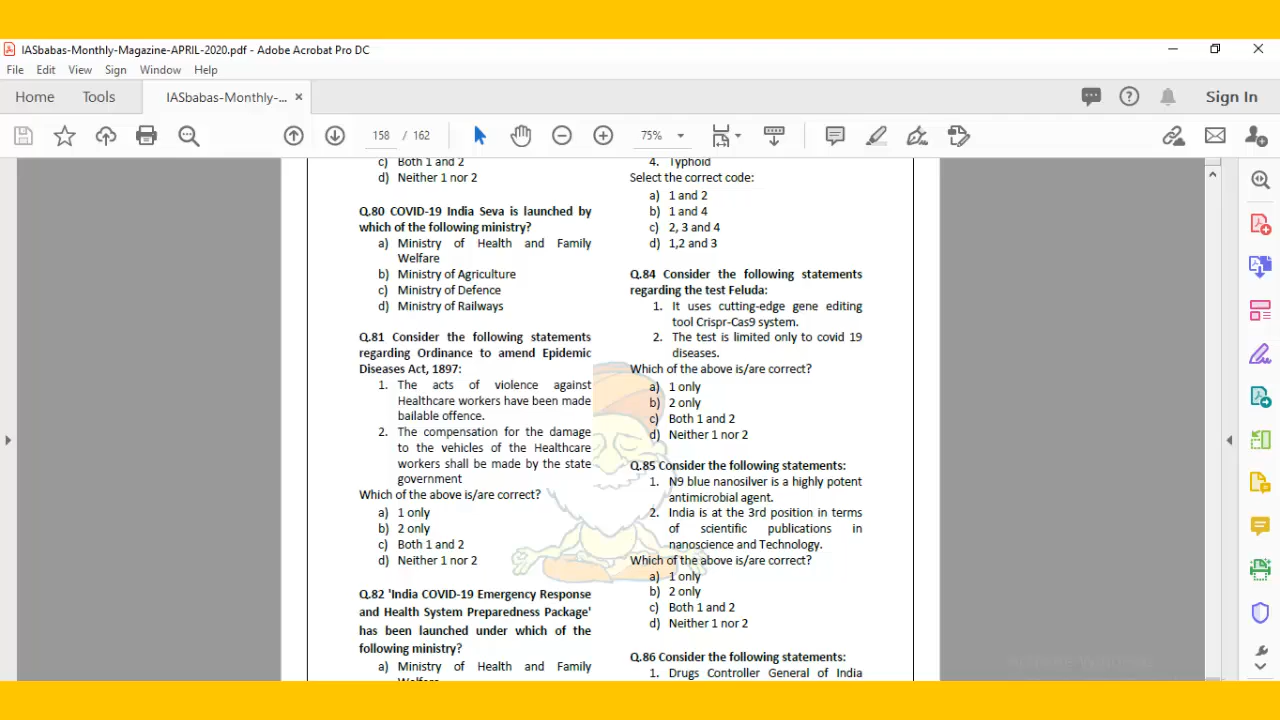 IASbabas-Monthly-Magazine-APRIL-2020.pdf - Adobe Acrobat Pro DC
File Edit View Sign Window Help
Home Tools IASbabas-Monthly-... × Sign In
158 / 162 75%
c) Both 1 and 2
d) Neither 1 nor 2
Q.80 COVID-19 India Seva is launched by
which of the following ministry?
a) Ministry of Health and Family
Welfare
b) Ministry of Agriculture
c) Ministry of Defence
d) Ministry of Railways
Q.81 Consider the following statements
regarding Ordinance to amend Epidemic
Diseases Act, 1897:
1. The acts of violence against
Healthcare workers have been made
bailable offence.
2. The compensation for the damage
to the vehicles of the Healthcare
workers shall be made by the state
government
Which of the above is/are correct?
a) 1 only
b) 2 only
c) Both 1 and 2
d) Neither 1 nor 2
Q.82 'India COVID-19 Emergency Response
and Health System Preparedness Package'
has been launched under which of the
following ministry?
a) Ministry of Health and Family
4. Typhoid
Select the correct code:
a) 1 and 2
b) 1 and 4
c) 2, 3 and 4
d) 1,2 and 3
Q.84 Consider the following statements
regarding the test Feluda:
1. It uses cutting-edge gene editing
tool Crispr-Cas9 system.
2. The test is limited only to covid 19
diseases.
Which of the above is/are correct?
a) 1 only
b) 2 only
c) Both 1 and 2
d) Neither 1 nor 2
Q.85 Consider the following statements:
1. N9 blue nanosilver is a highly potent
antimicrobial agent.
2. India is at the 3rd position in terms
of scientific publications in
nanoscience and Technology.
Which of the above is/are correct?
a) 1 only
b) 2 only
c) Both 1 and 2
d) Neither 1 nor 2
Q.86 Consider the following statements:
1. Drugs Controller General of India